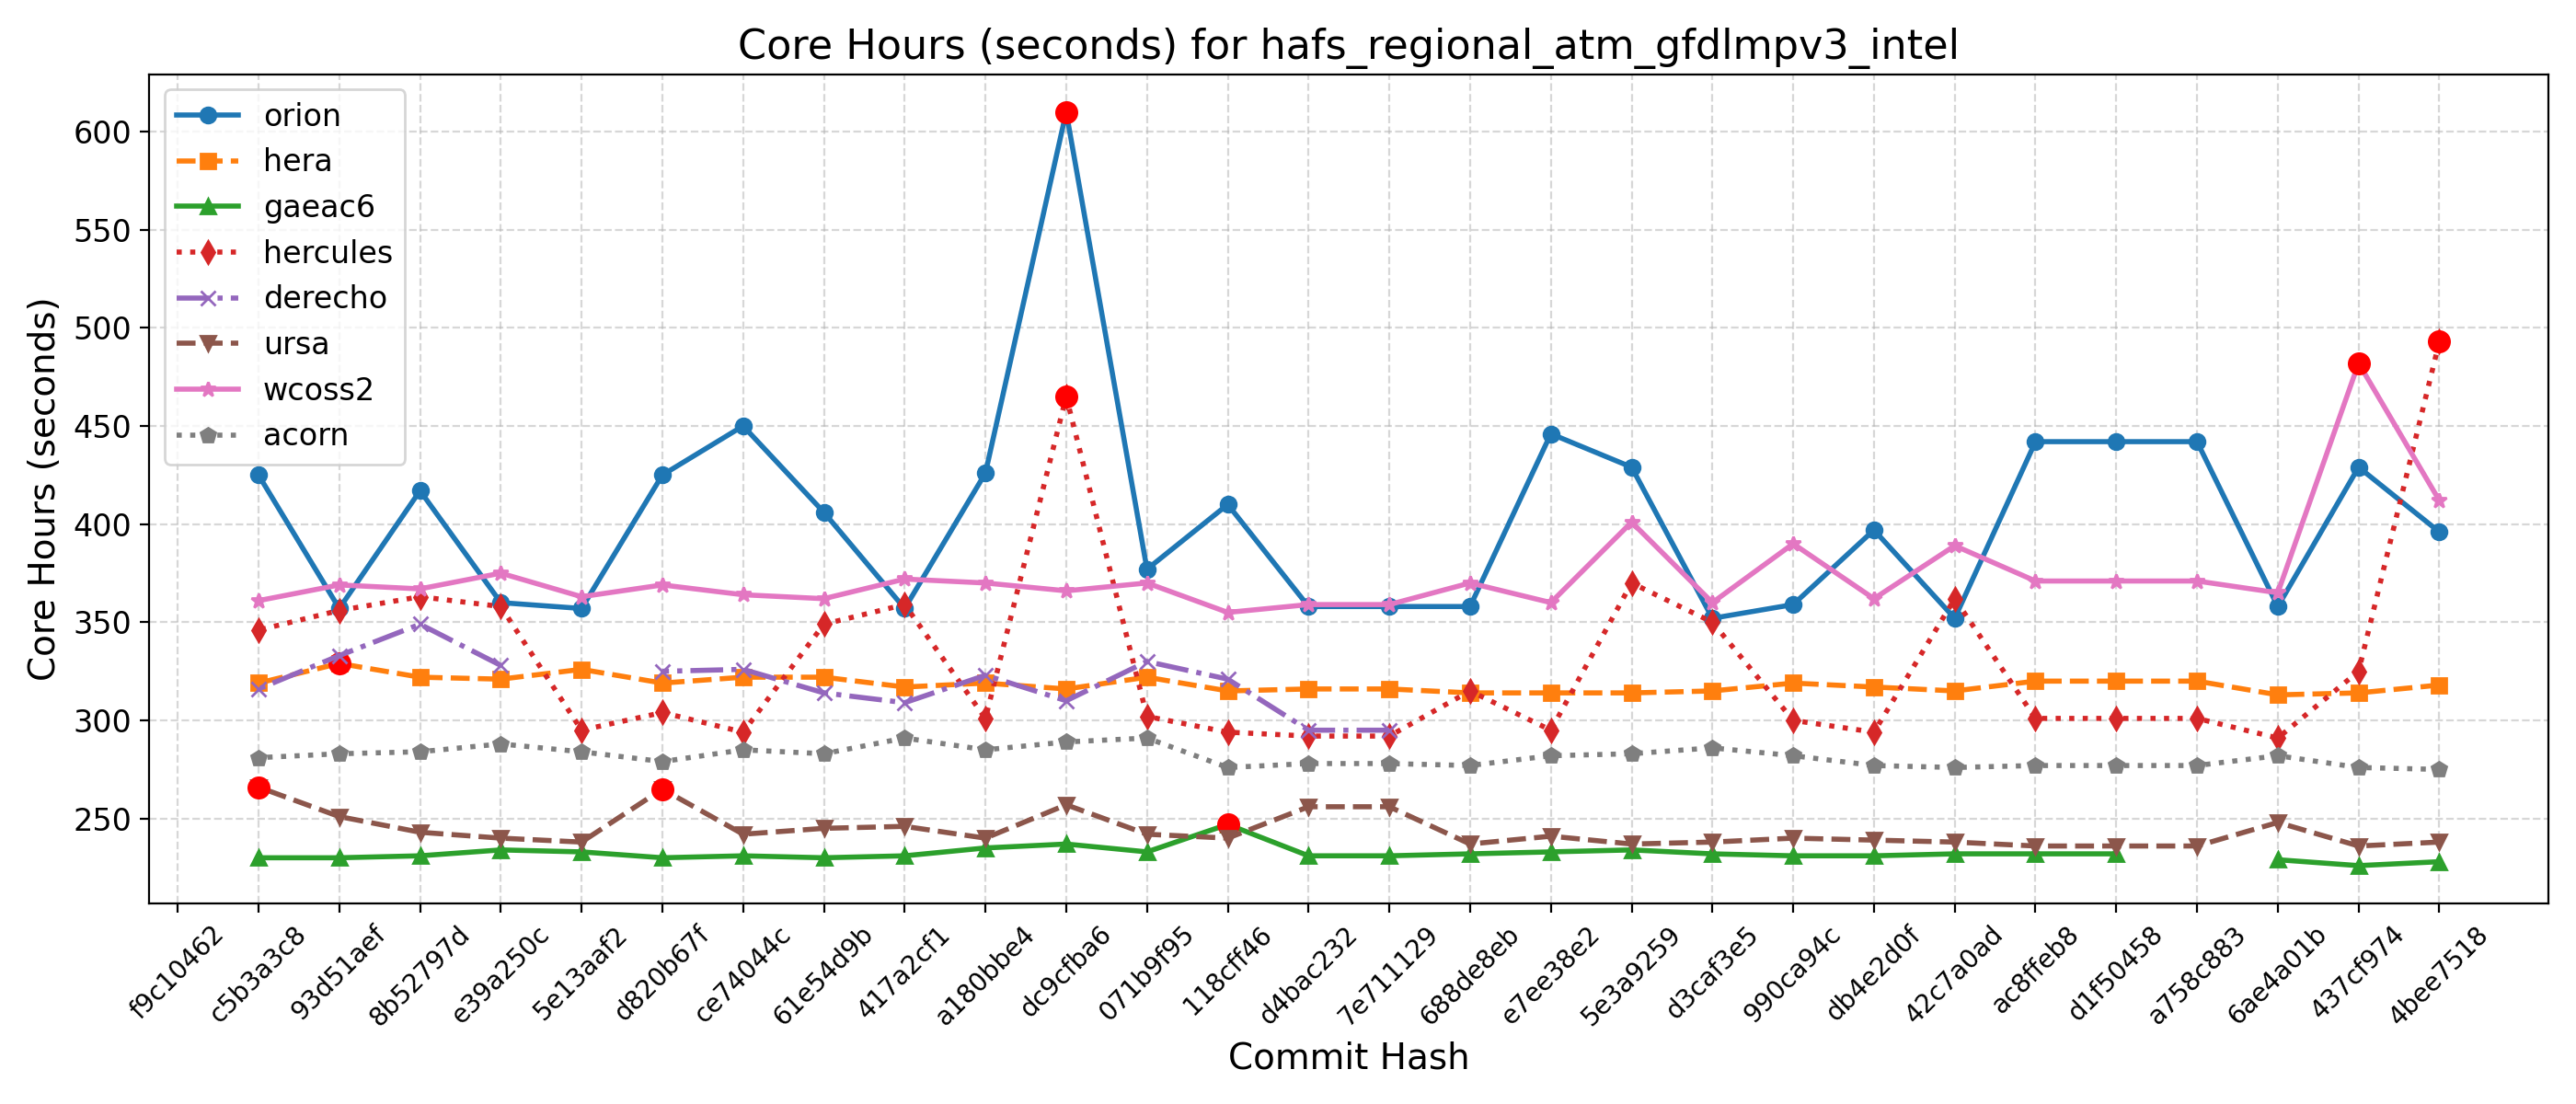 Core Hours (seconds) for hafs_regional_atm_gfdlmpv3_intel
Core Hours (seconds)
600
550
500
450
400
350
300
250
orion
hera
gaeac6
hercules
derecho
ursa
wcoss2
acorn
f9c10462
c5b3a3c8
93d51aef
8b52797d
e39a250c
5e13aaf2
d820b67f
ce74044c
61e54d9b
417a2cf1
a180bbe4
dc9cfba6
071b9f95
118cff46
d4bac232
7e711129
688de8eb
e7ee38e2
5e3a9259
d3caf3e5
990ca94c
db4e2d0f
42c7a0ad
ac8ffeb8
d1f50458
a758c883
6ae4a01b
437cf974
4bee7518
Commit Hash